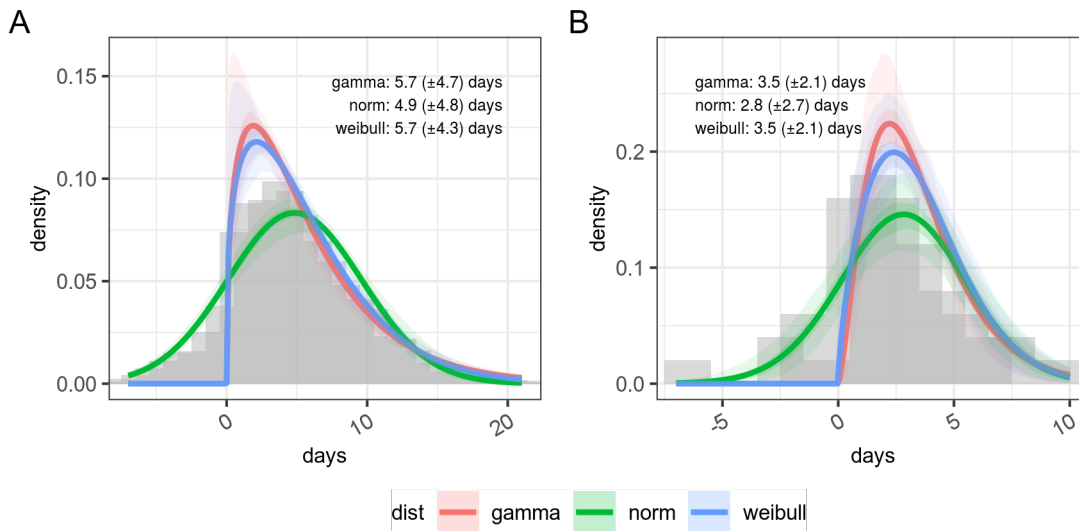 A
B
gamma: 5.7 (±4.7) days
norm: 4.9 (±4.8) days
weibull: 5.7 (±4.3) days
gamma: 3.5 (±2.1) days
norm: 2.8 (±2.7) days
weibull: 3.5 (±2.1) days
density
0.15
0.10
0.05
0.00
0
10
20
days
density
0.2
0.1
0.0
-5
0
5
10
days
dist gamma norm weibull